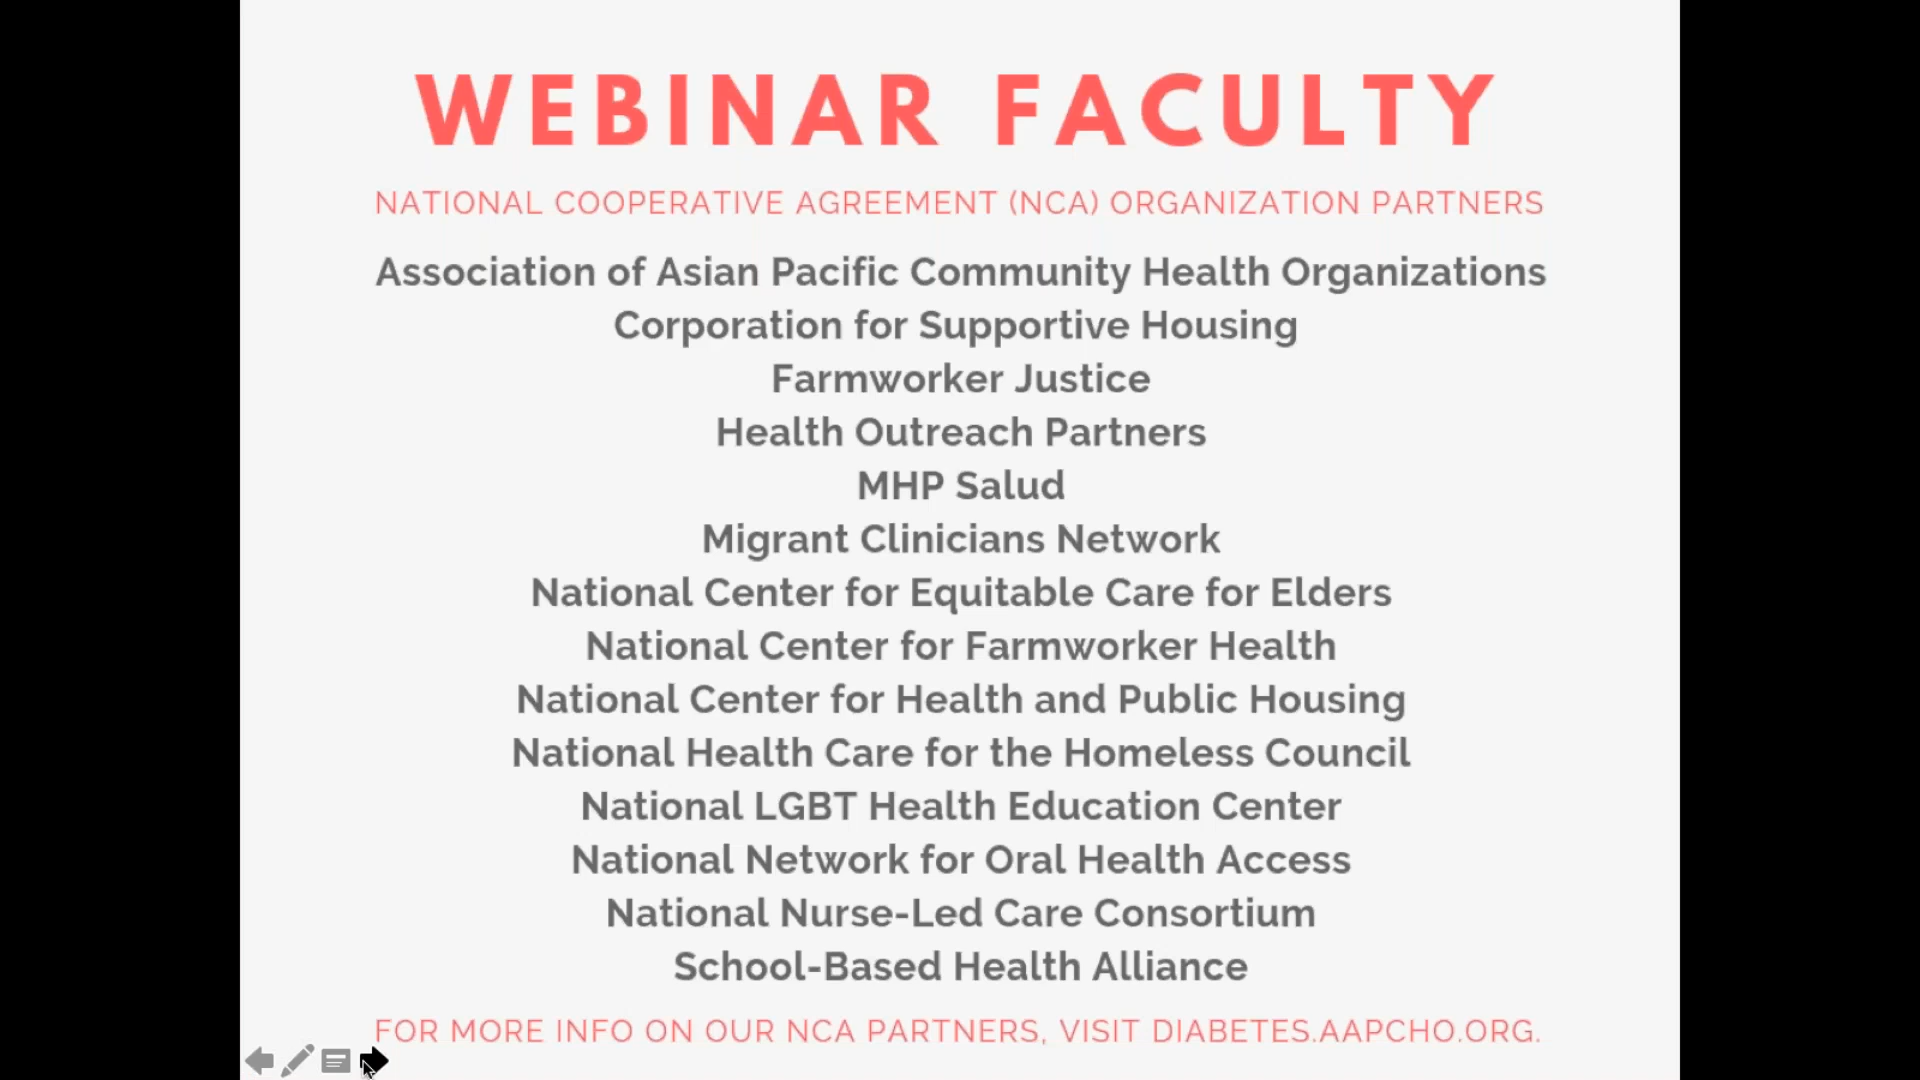 WEBINAR FACULTY
NATIONAL COOPERATIVE AGREEMENT (NCA) ORGANIZATION PARTNERS
Association of Asian Pacific Community Health Organizations
Corporation for Supportive Housing
Farmworker Justice
Health Outreach Partners
MHP Salud
Migrant Clinicians Network
National Center for Equitable Care for Elders
National Center for Farmworker Health
National Center for Health and Public Housing
National Health Care for the Homeless Council
National LGBT Health Education Center
National Network for Oral Health Access
National Nurse-Led Care Consortium
School-Based Health Alliance
FOR MORE INFO ON OUR NCA PARTNERS, VISIT DIABETES.AAPCHO.ORG.